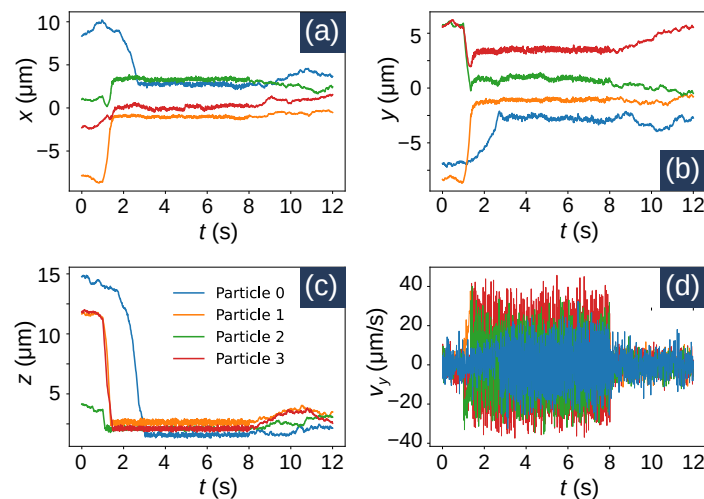 10
5
0
−5
x (μm)
(a)
0 2 4 6 8 10 12
t (s)
5
0
−5
y (μm)
(b)
0 2 4 6 8 10 12
t (s)
15
10
5
z (μm)
(c)
Particle 0
Particle 1
Particle 2
Particle 3
0 2 4 6 8 10 12
t (s)
40
20
0
−20
−40
v_y (μm/s)
(d)
0 2 4 6 8 10 12
t (s)